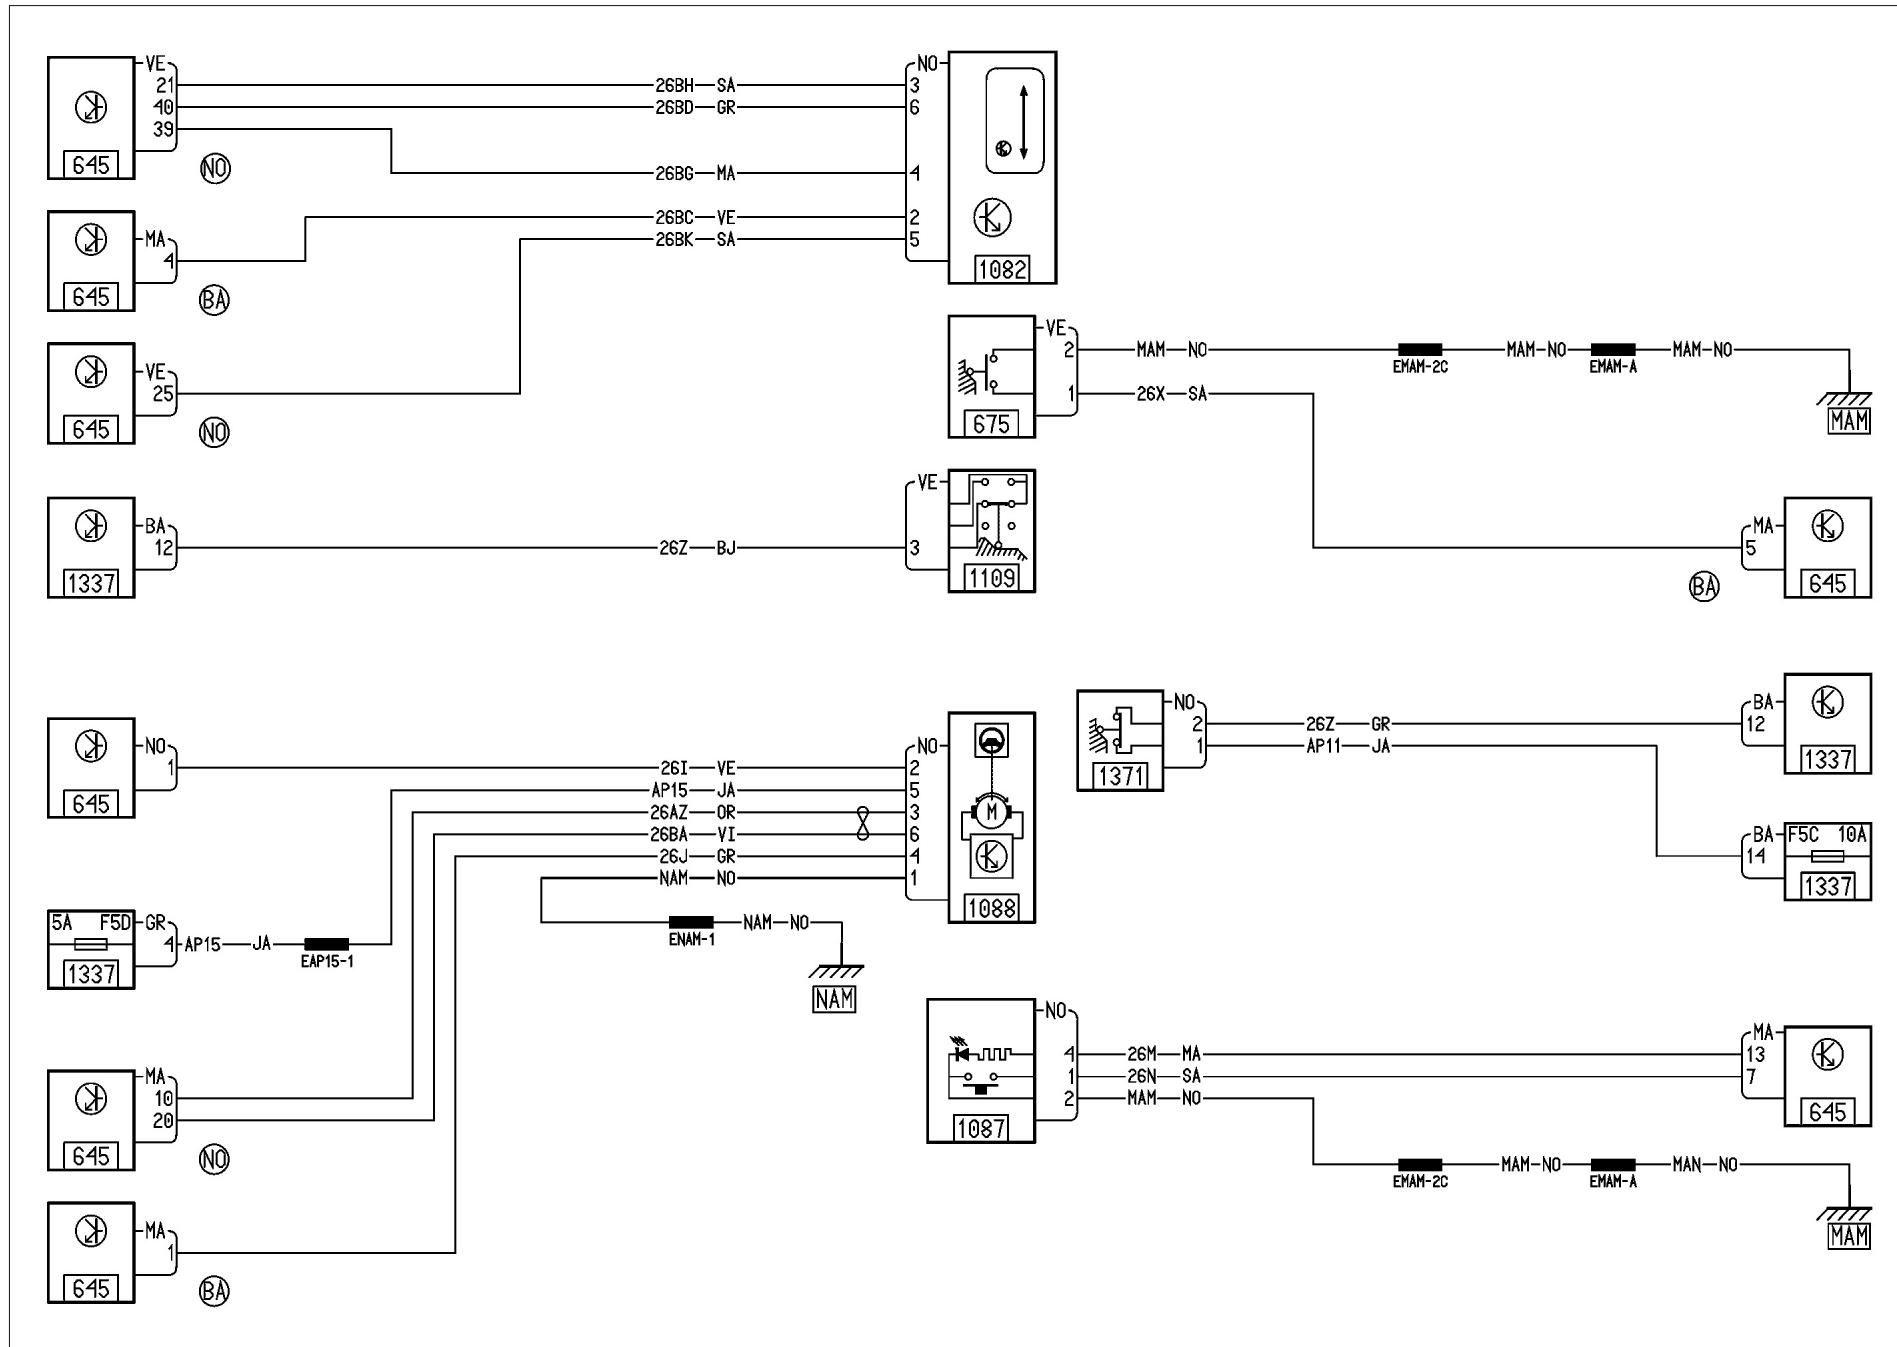 VE
21 26BH SA 3 NO
40 26BD GR 6
39
645
NO
26BG MA 4
MA
4 26BC VE 2
26BK SA 5
1082
645
BA
VE
25
645
NO
VE
2 MAM NO EMAM-2C MAM-NO EMAM-A MAM-NO
MAM
1 26X SA
675
BA
12 26Z BJ 3
VE
1337
1109
MA
5
645
BA
NO
1 26I VE 2
NO
AP15 JA 5
26AZ OR 3
26BA VI 6
26J GR 4
NAM NO 1
645
1088
ENAM-1 NAM-NO
NAM
NO
2 26Z GR 12
BA
1 AP11 JA
1371
1337
BA F5C 10A
14
1337
5A F5D GR
4 AP15 JA EAP15-1
1337
NO
4 26M MA 13
MA
1 26N SA 7
2 MAM NO
1087
645
EMAM-2C MAM-NO EMAM-A MAN-NO
MAM
MA
10
20
645
NO
MA
1
645
BA